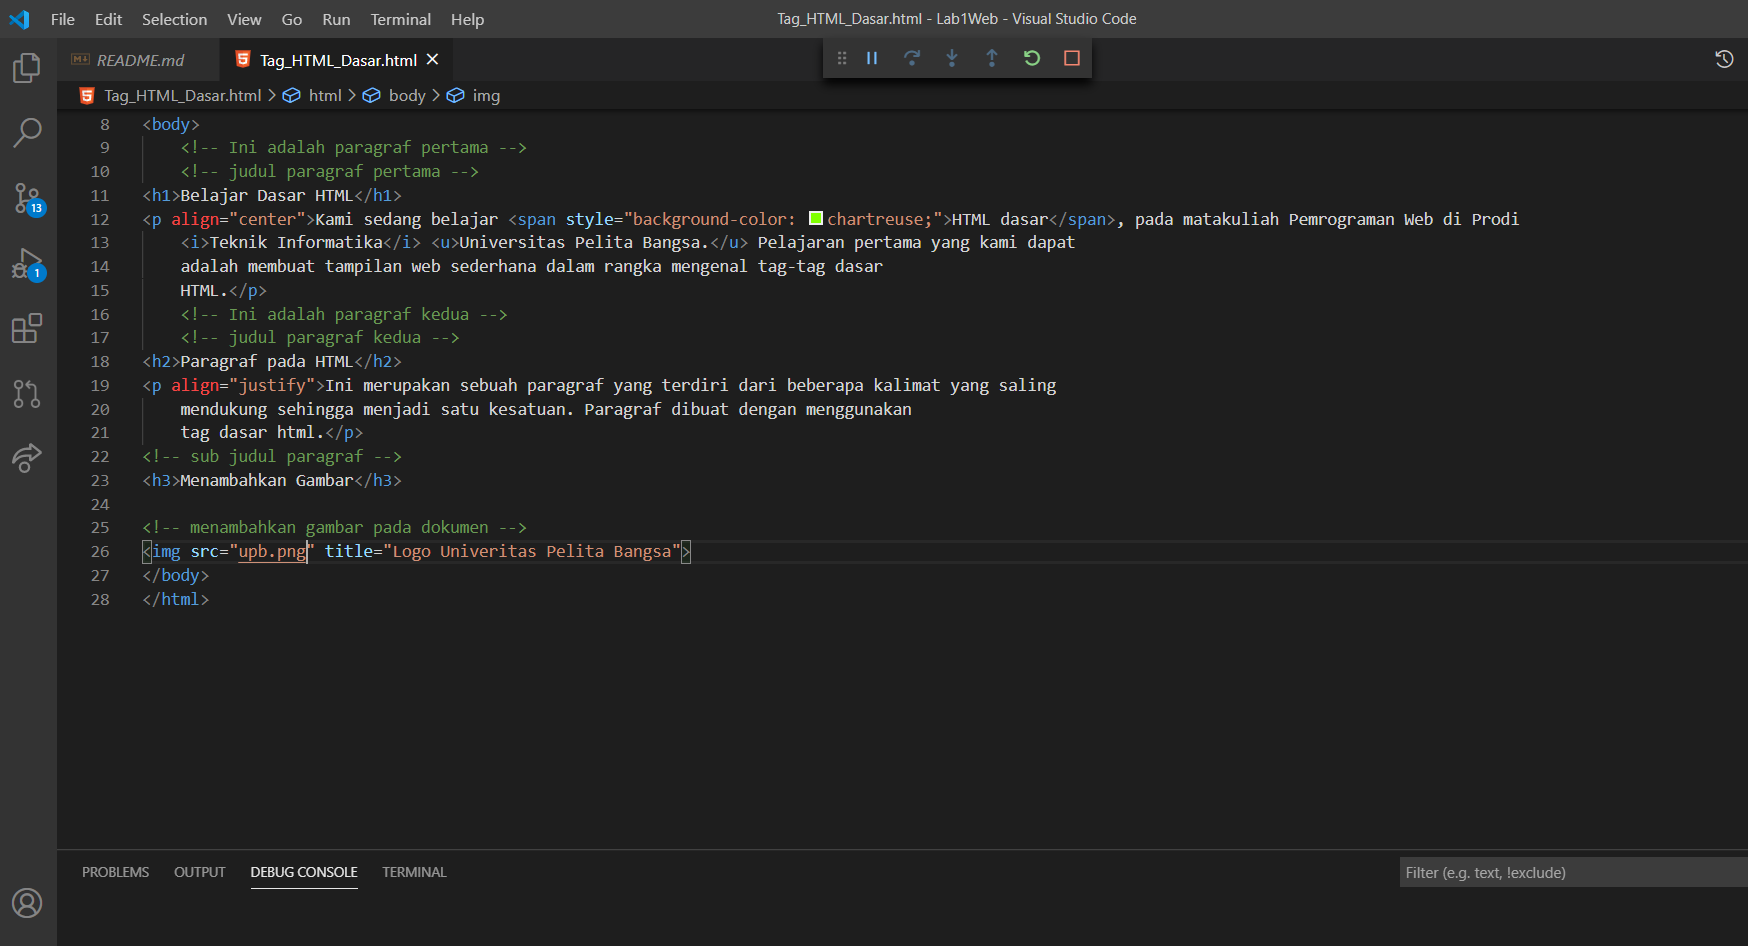 File Edit Selection View Go Run Terminal Help Tag_HTML_Dasar.html - Lab1Web - Visual Studio Code
README.md Tag_HTML_Dasar.html
Tag_HTML_Dasar.html > html > body > img
8 <body>
9 <!-- Ini adalah paragraf pertama -->
10 <!-- judul paragraf pertama -->
11 <h1>Belajar Dasar HTML</h1>
12 <p align="center">Kami sedang belajar <span style="background-color: chartreuse;">HTML dasar</span>, pada matakuliah Pemrograman Web di Prodi
13 <i>Teknik Informatika</i> <u>Universitas Pelita Bangsa.</u> Pelajaran pertama yang kami dapat
14 adalah membuat tampilan web sederhana dalam rangka mengenal tag-tag dasar
15 HTML.</p>
16 <!-- Ini adalah paragraf kedua -->
17 <!-- judul paragraf kedua -->
18 <h2>Paragraf pada HTML</h2>
19 <p align="justify">Ini merupakan sebuah paragraf yang terdiri dari beberapa kalimat yang saling
20 mendukung sehingga menjadi satu kesatuan. Paragraf dibuat dengan menggunakan
21 tag dasar html.</p>
22 <!-- sub judul paragraf -->
23 <h3>Menambahkan Gambar</h3>
24
25 <!-- menambahkan gambar pada dokumen -->
26 <img src="upb.png" title="Logo Univeritas Pelita Bangsa">
27 </body>
28 </html>
13
1
PROBLEMS OUTPUT DEBUG CONSOLE TERMINAL Filter (e.g. text, !exclude)